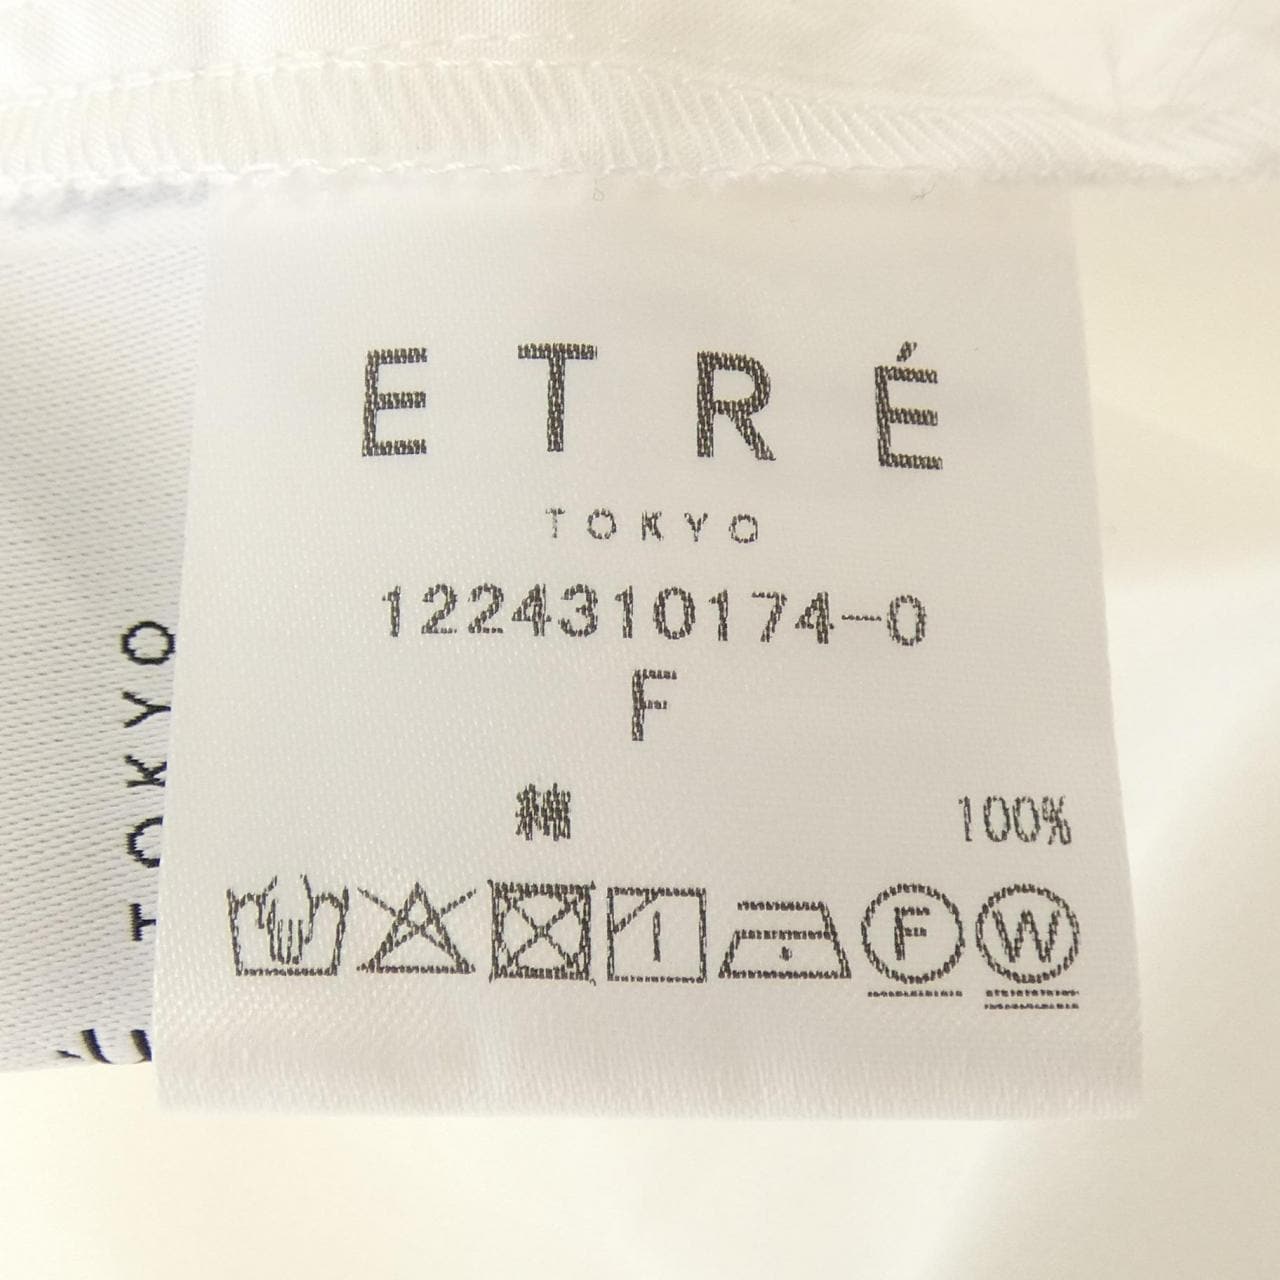 ETRÉ
TOKYO
1224310174-0
F
綿 100%
F W
TOKYO